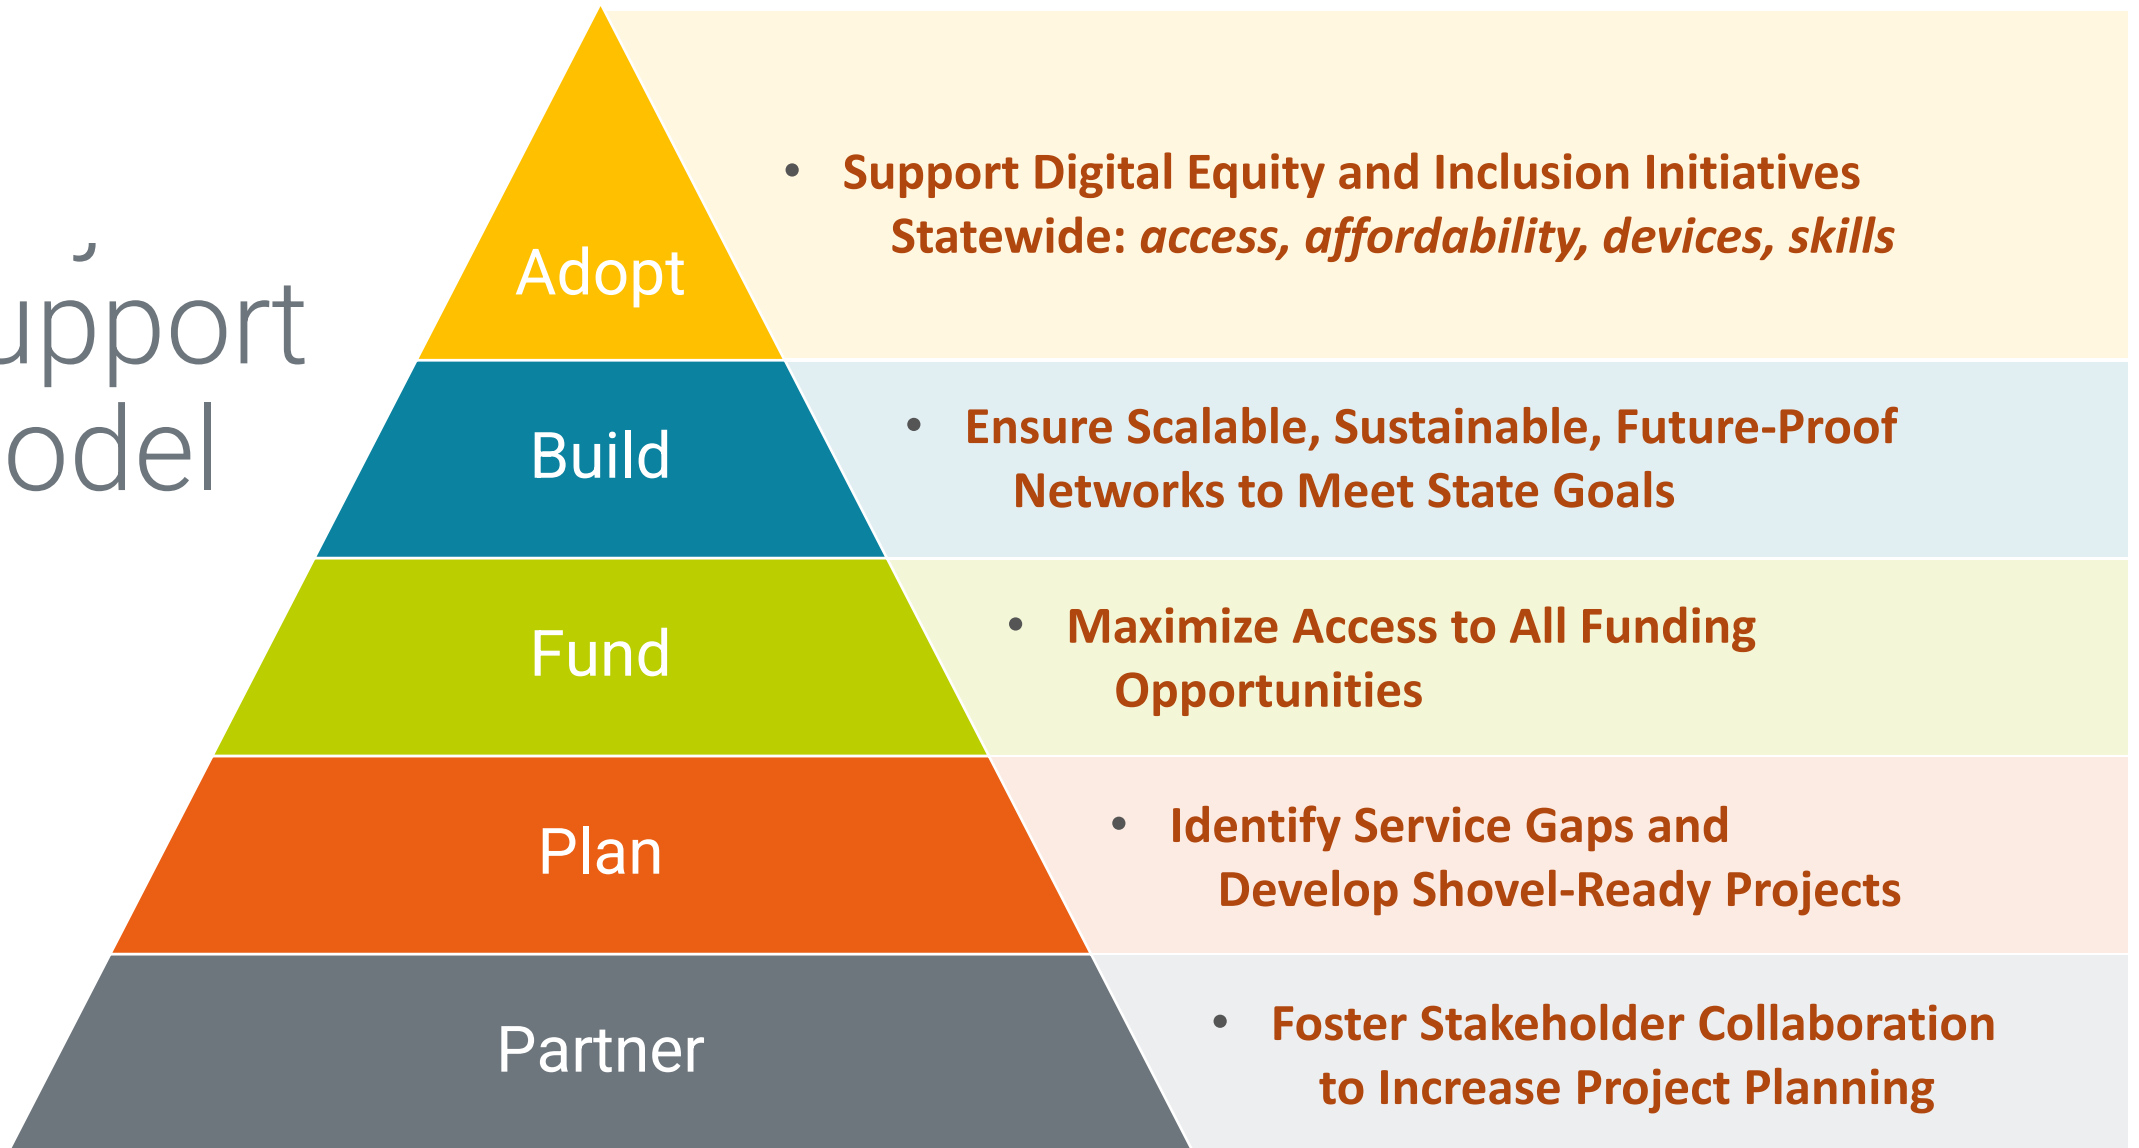 upport
odel
Adopt
• Support Digital Equity and Inclusion Initiatives
Statewide: access, affordability, devices, skills
Build
• Ensure Scalable, Sustainable, Future-Proof
Networks to Meet State Goals
Fund
• Maximize Access to All Funding
Opportunities
Plan
• Identify Service Gaps and
Develop Shovel-Ready Projects
Partner
• Foster Stakeholder Collaboration
to Increase Project Planning